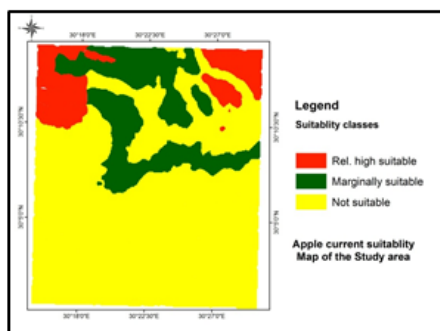 30°18'0"E 30°22'30"E 30°27'0"E
30°10'30"N 30°10'30"N
30°5'0"N 30°5'0"N
30°18'0"E 30°22'30"E 30°27'0"E
Legend
Suitablity classes
Rel. high suitable
Marginally suitable
Not suitable
Apple current suitablity
Map of the Study area